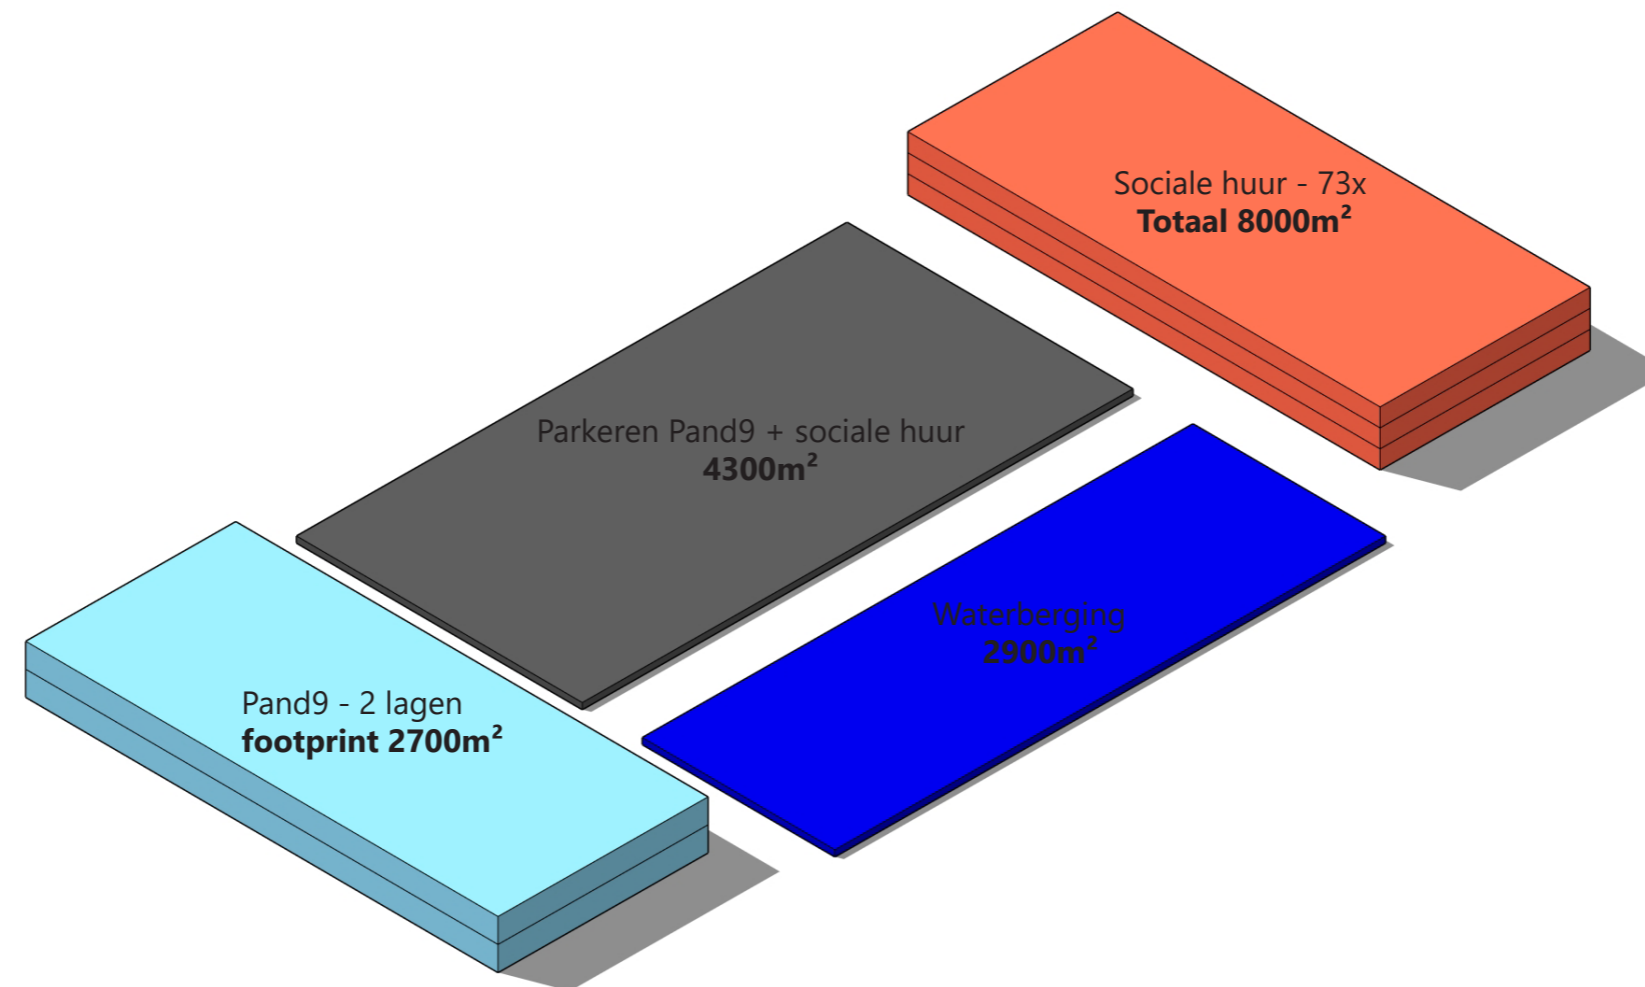 Sociale huur - 73x
Totaal 8000m²
Parkeren Pand9 + sociale huur
4300m²
Waterberging
2900m²
Pand9 - 2 lagen
footprint 2700m²